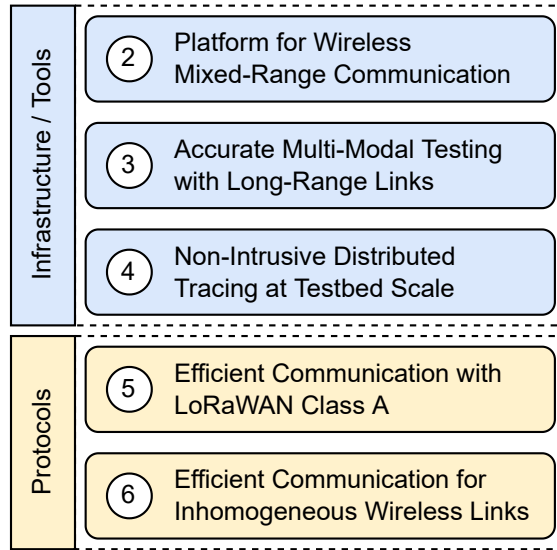 Infrastructure / Tools
2
Platform for Wireless
Mixed-Range Communication
3
Accurate Multi-Modal Testing
with Long-Range Links
4
Non-Intrusive Distributed
Tracing at Testbed Scale
Protocols
5
Efficient Communication with
LoRaWAN Class A
6
Efficient Communication for
Inhomogeneous Wireless Links